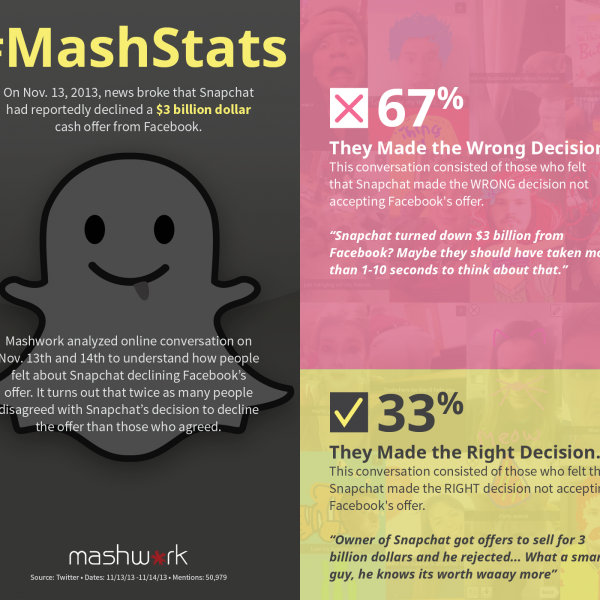 #MashStats
On Nov. 13, 2013, news broke that Snapchat
had reportedly declined a $3 billion dollar
cash offer from Facebook.
Mashwork analyzed online conversation on
Nov. 13th and 14th to understand how people
felt about Snapchat declining Facebook's
offer. It turns out that twice as many people
disagreed with Snapchat's decision to decline
the offer than those who agreed.
mashwork
Source: Twitter • Dates: 11/13/13 -11/14/13 • Mentions: 50,979
67%
They Made the Wrong Decision
This conversation consisted of those who felt
that Snapchat made the WRONG decision not
accepting Facebook's offer.
“Snapchat turned down $3 billion from
Facebook? Maybe they should have taken mo
than 1-10 seconds to think about that.”
33%
They Made the Right Decision.
This conversation consisted of those who felt th
Snapchat made the RIGHT decision not accepti
Facebook's offer.
“Owner of Snapchat got offers to sell for 3
billion dollars and he rejected... What a smar
guy, he knows its worth waaay more”